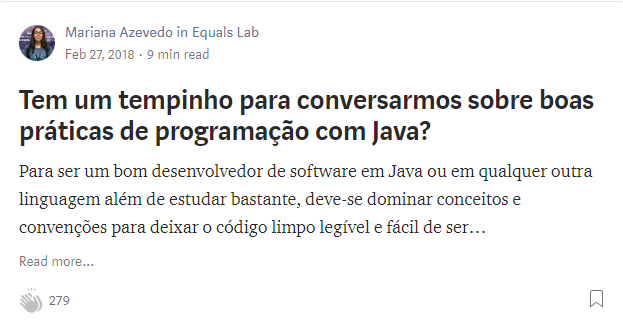 Mariana Azevedo in Equals Lab
Feb 27, 2018 · 9 min read
Tem um tempinho para conversarmos sobre boas
práticas de programação com Java?
Para ser um bom desenvolvedor de software em Java ou em qualquer outra
linguagem além de estudar bastante, deve-se dominar conceitos e
convenções para deixar o código limpo legível e fácil de ser…
Read more…
279